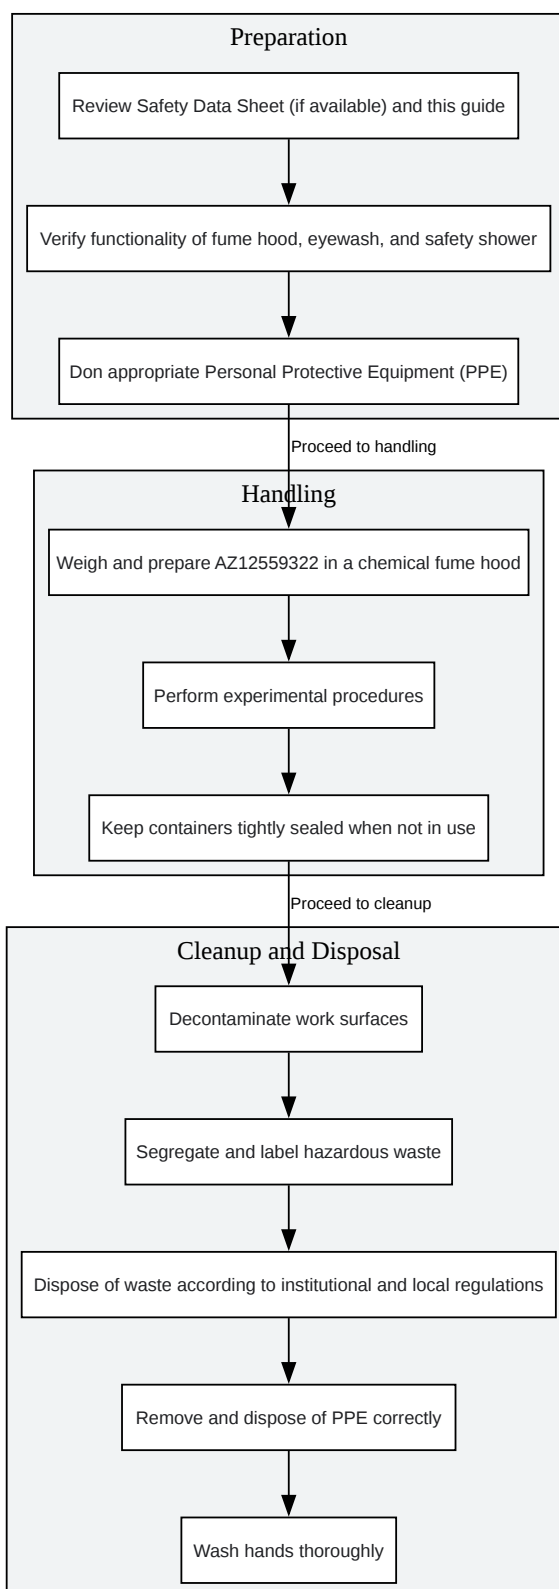 Preparation
Review Safety Data Sheet (if available) and this guide
Verify functionality of fume hood, eyewash, and safety shower
Don appropriate Personal Protective Equipment (PPE)
Proceed to handling
Handling
Weigh and prepare AZ12559322 in a chemical fume hood
Perform experimental procedures
Keep containers tightly sealed when not in use
Proceed to cleanup
Cleanup and Disposal
Decontaminate work surfaces
Segregate and label hazardous waste
Dispose of waste according to institutional and local regulations
Remove and dispose of PPE correctly
Wash hands thoroughly